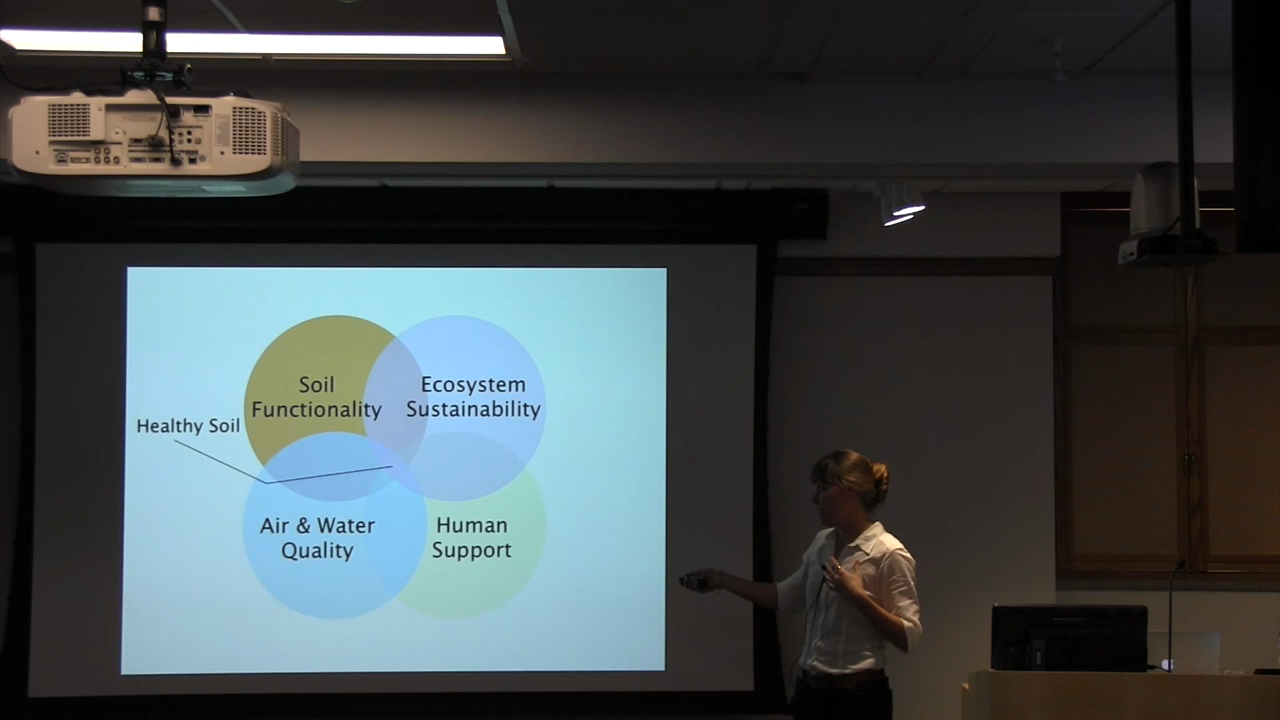 Soil
Functionality
Ecosystem
Sustainability
Healthy Soil
Air & Water
Quality
Human
Support